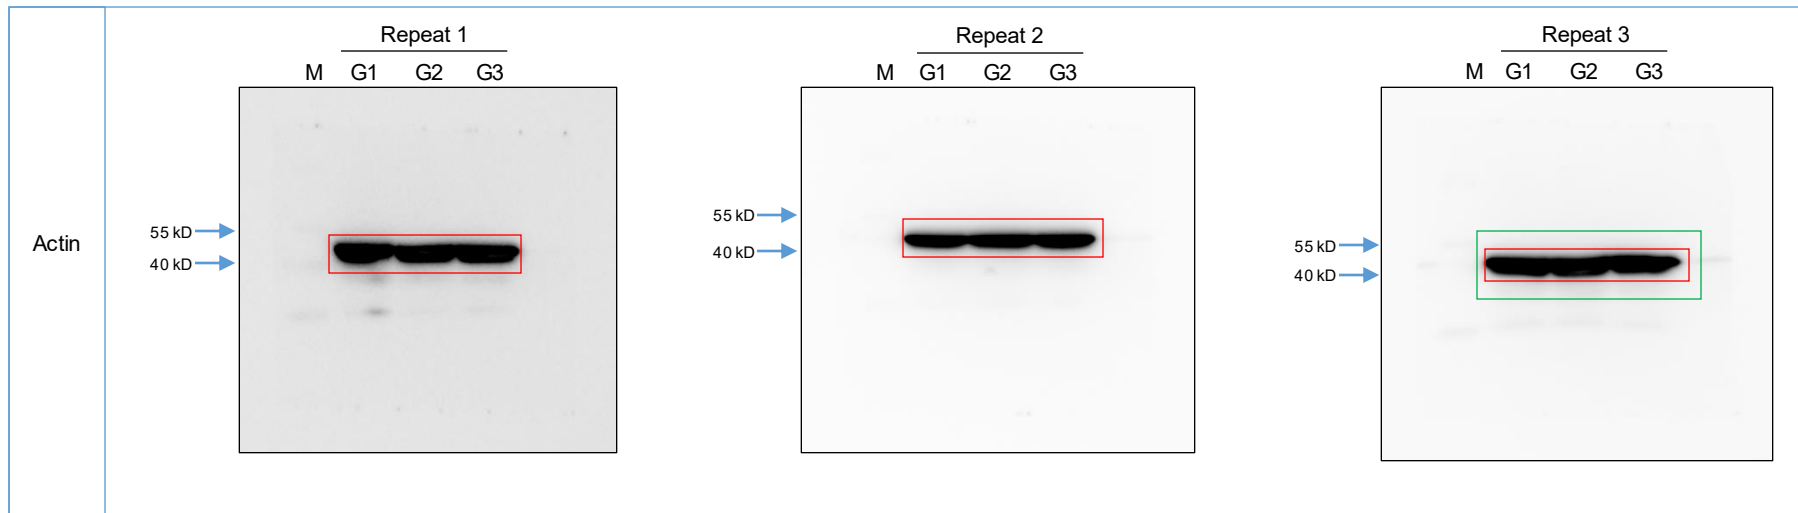 Repeat 1
M G1 G2 G3
55 kD
40 kD
Repeat 2
M G1 G2 G3
55 kD
40 kD
Repeat 3
M G1 G2 G3
55 kD
40 kD
Actin